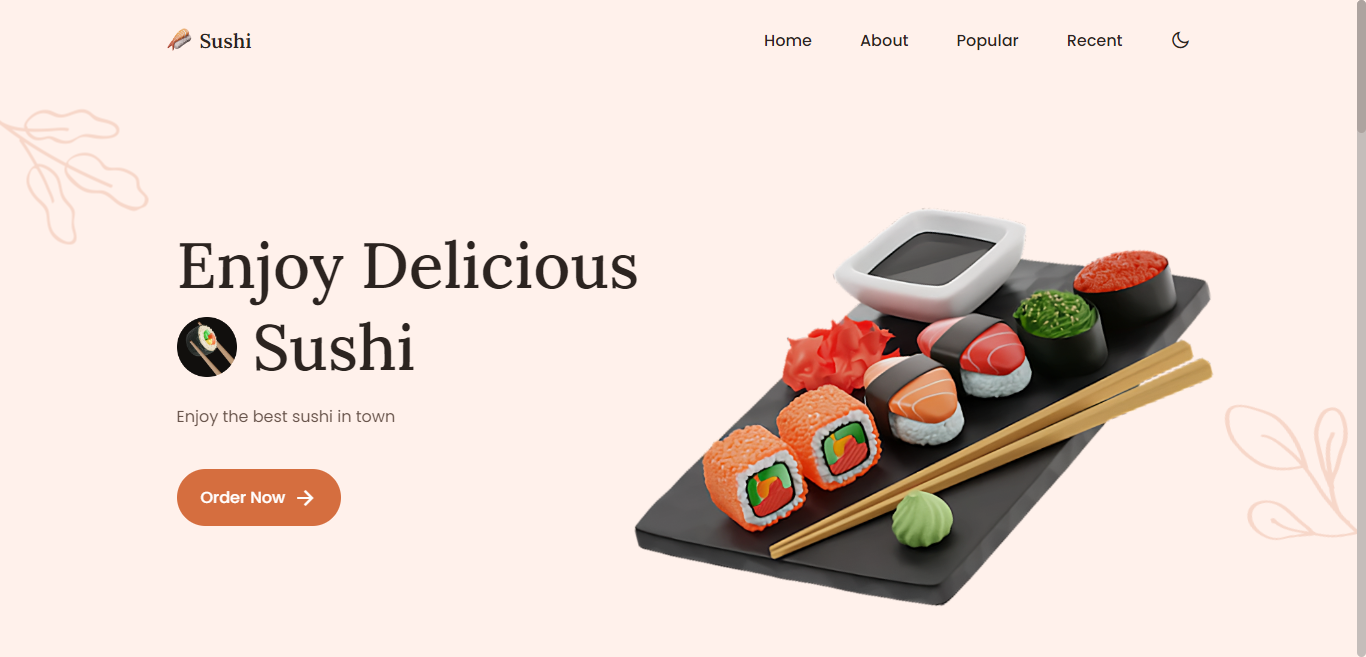 Sushi
Home About Popular Recent
Enjoy Delicious
Sushi
Enjoy the best sushi in town
Order Now